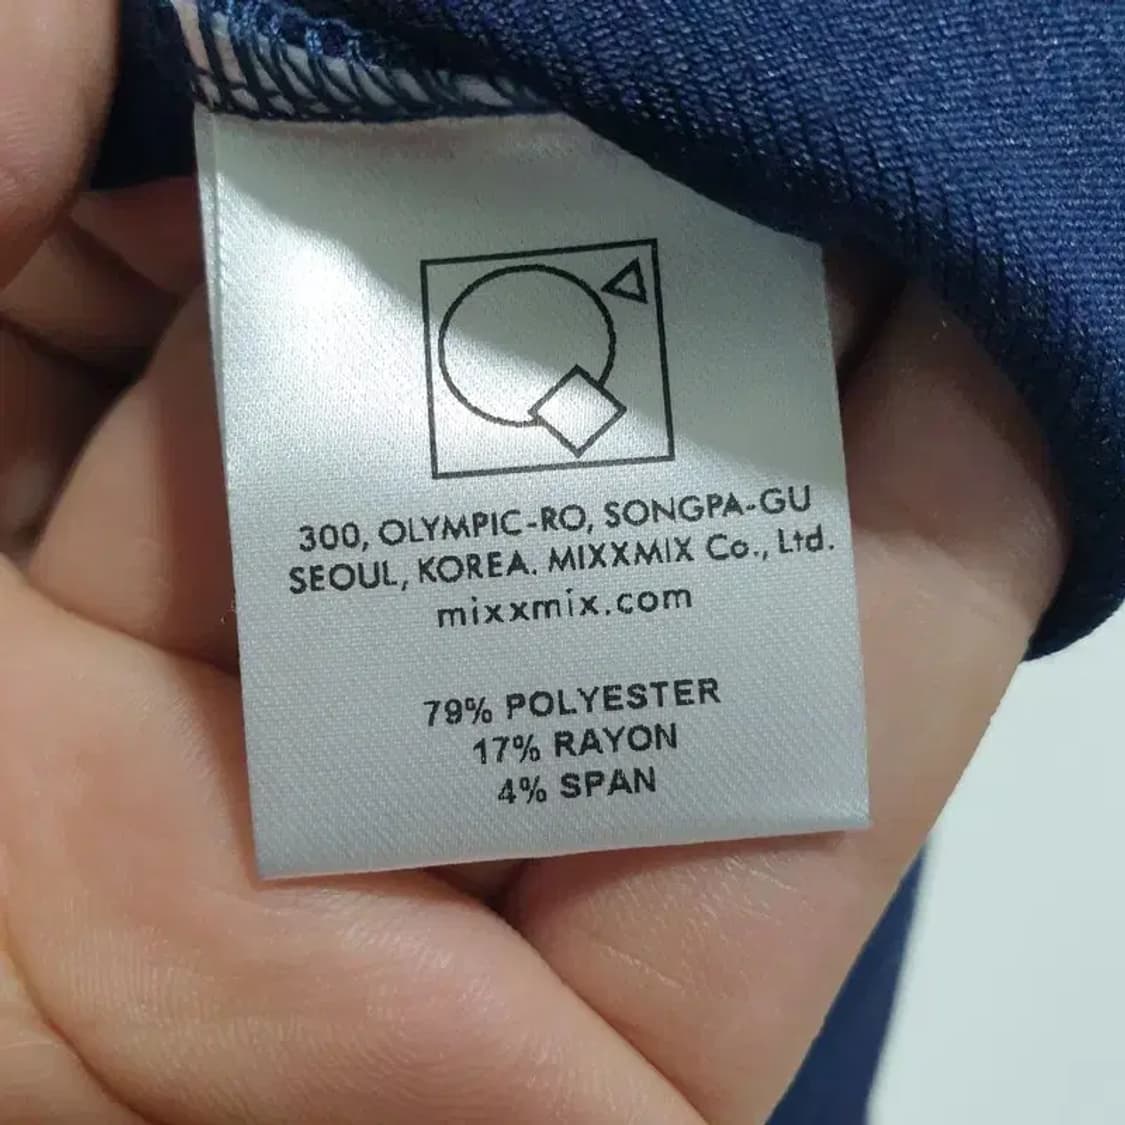 300, OLYMPIC-RO, SONGPA-GU
SEOUL, KOREA. MIXXMIX Co., Ltd.
mixxmix.com
79% POLYESTER
17% RAYON
4% SPAN